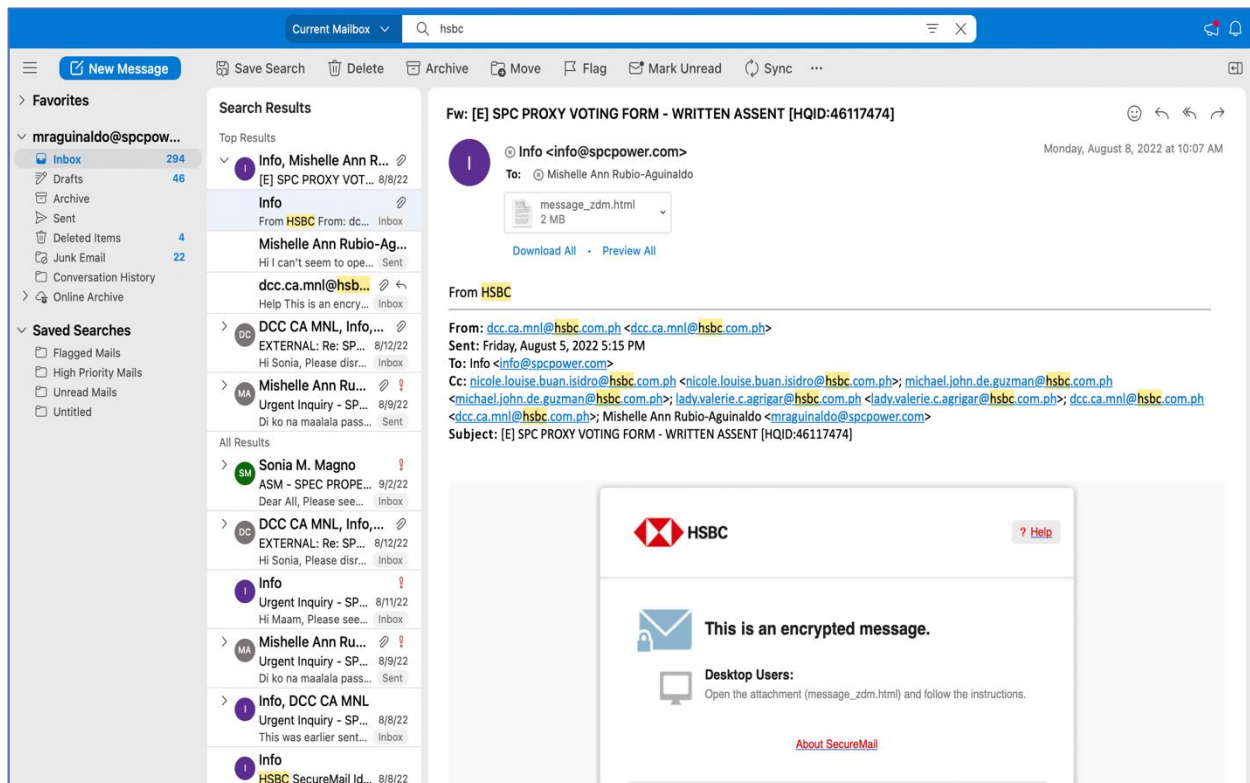 Current Mailbox
hsbc
New Message
Save Search Delete Archive Move Flag Mark Unread Sync ...
Favorites
mraguinaldo@spcpow...
Inbox 294
Drafts 46
Archive
Sent
Deleted Items 4
Junk Email 22
Conversation History
Online Archive
Saved Searches
Flagged Mails
High Priority Mails
Unread Mails
Untitled
Search Results
Top Results
I
Info, Mishelle Ann R...
[E] SPC PROXY VOT... 8/8/22
Info
From HSBC From: dc... Inbox
Mishelle Ann Rubio-Ag...
Hi I can't seem to ope... Sent
dcc.ca.mnl@hsb...
Help This is an encry... Inbox
DC
DCC CA MNL, Info,...
EXTERNAL: Re: SP... 8/12/22
Hi Sonia, Please disr... Inbox
MA
Mishelle Ann Ru...
Urgent Inquiry - SP... 8/9/22
Di ko na maalala pass... Sent
All Results
SM
Sonia M. Magno
ASM - SPEC PROPE... 9/2/22
Dear All, Please see... Inbox
DC
DCC CA MNL, Info,...
EXTERNAL: Re: SP... 8/12/22
Hi Sonia, Please disr... Inbox
I
Info
Urgent Inquiry - SP... 8/11/22
Hi Maam, Please see... Inbox
MA
Mishelle Ann Ru...
Urgent Inquiry - SP... 8/9/22
Di ko na maalala pass... Sent
I
Info, DCC CA MNL
Urgent Inquiry - SP... 8/8/22
This was earlier sent... Inbox
I
Info
HSBC SecureMail Id... 8/8/22
Fw: [E] SPC PROXY VOTING FORM - WRITTEN ASSENT [HQID:46117474]
I
Info <info@spcpower.com>
Monday, August 8, 2022 at 10:07 AM
To: Mishelle Ann Rubio-Aguinaldo
message_zdm.html
2 MB
Download All · Preview All
From HSBC
From: dcc.ca.mnl@hsbc.com.ph <dcc.ca.mnl@hsbc.com.ph>
Sent: Friday, August 5, 2022 5:15 PM
To: Info <info@spcpower.com>
Cc: nicole.louise.buan.isidro@hsbc.com.ph <nicole.louise.buan.isidro@hsbc.com.ph>; michael.john.de.guzman@hsbc.com.ph
<michael.john.de.guzman@hsbc.com.ph>; lady.valerie.c.agrigar@hsbc.com.ph <lady.valerie.c.agrigar@hsbc.com.ph>; dcc.ca.mnl@hsbc.com.ph
<dcc.ca.mnl@hsbc.com.ph>; Mishelle Ann Rubio-Aguinaldo <mraguinaldo@spcpower.com>
Subject: [E] SPC PROXY VOTING FORM - WRITTEN ASSENT [HQID:46117474]
HSBC
? Help
This is an encrypted message.
Desktop Users:
Open the attachment (message_zdm.html) and follow the instructions.
About SecureMail